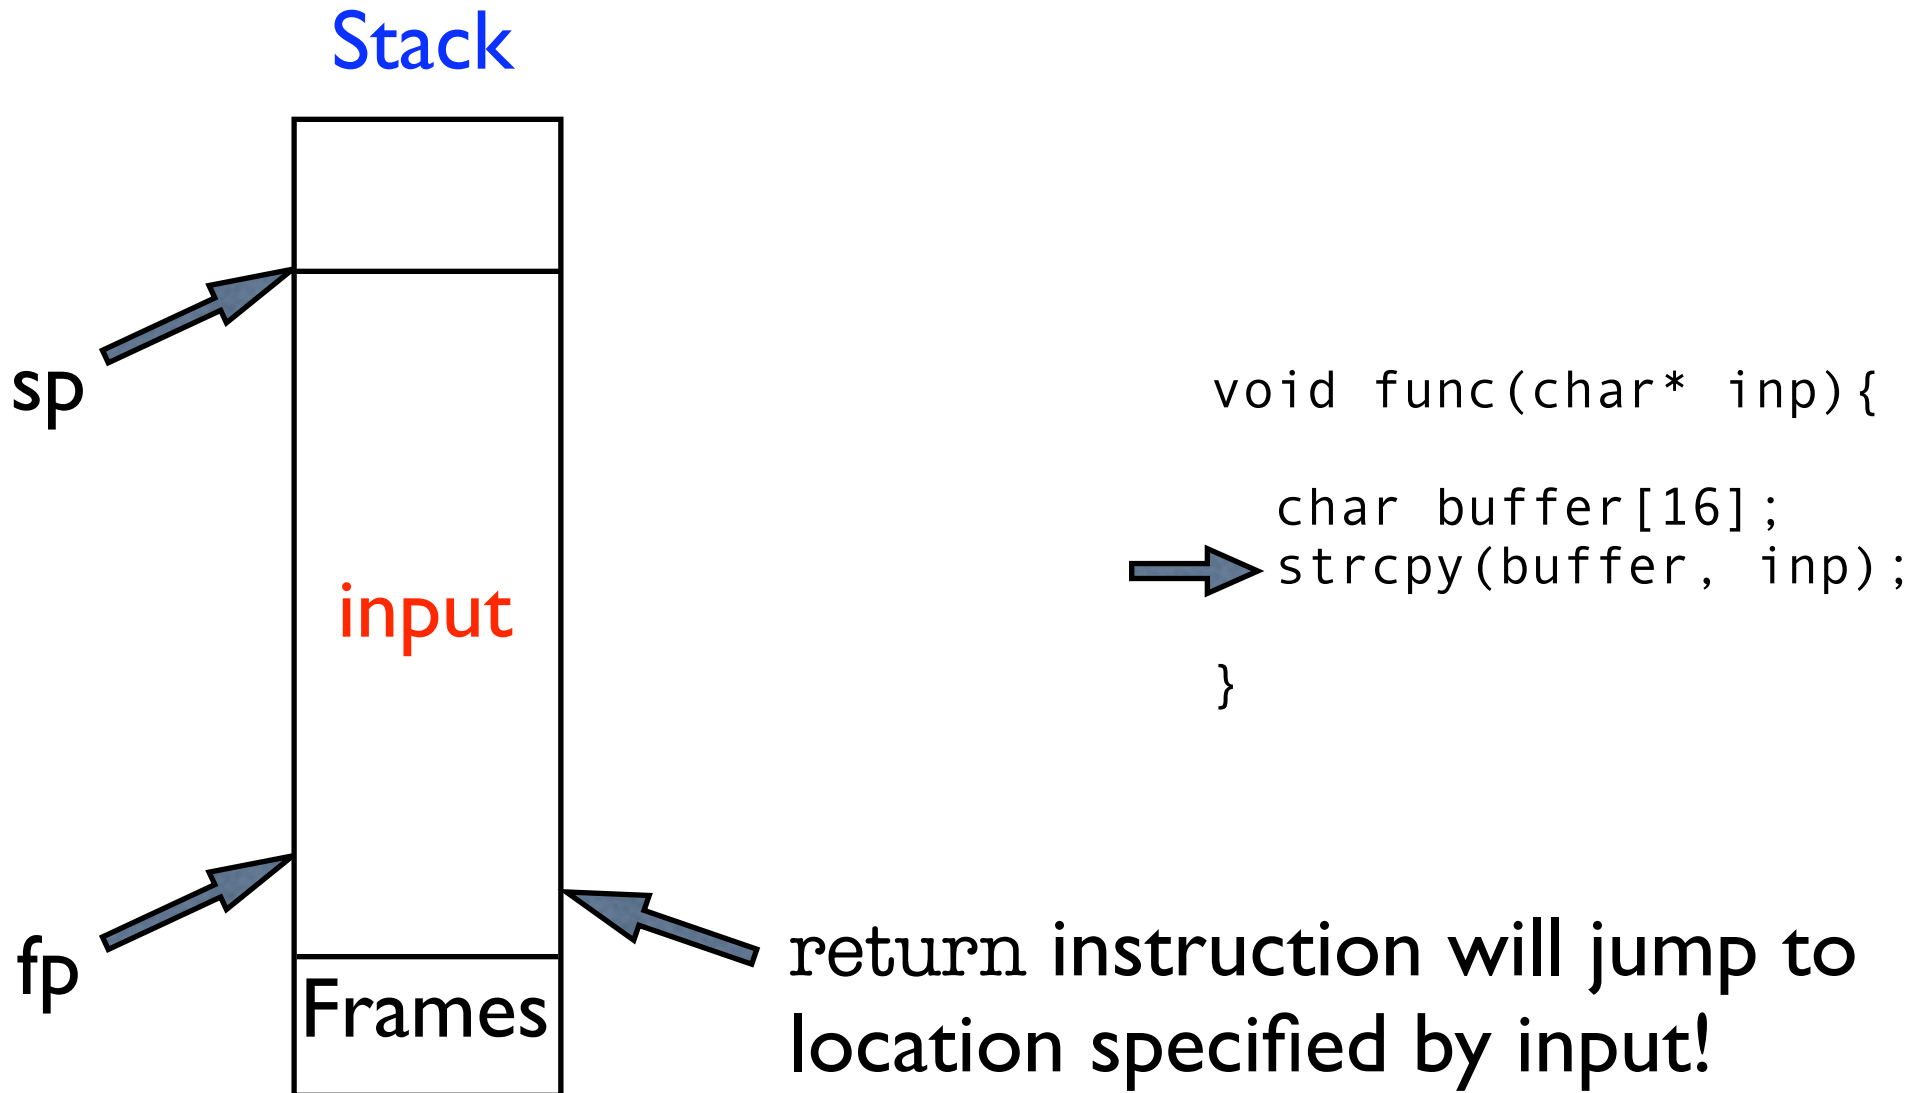 Stack
sp
void func(char* inp){
char buffer[16];
strcpy(buffer, inp);
input
}
fp
return instruction will jump to
Frames
location specified by input!